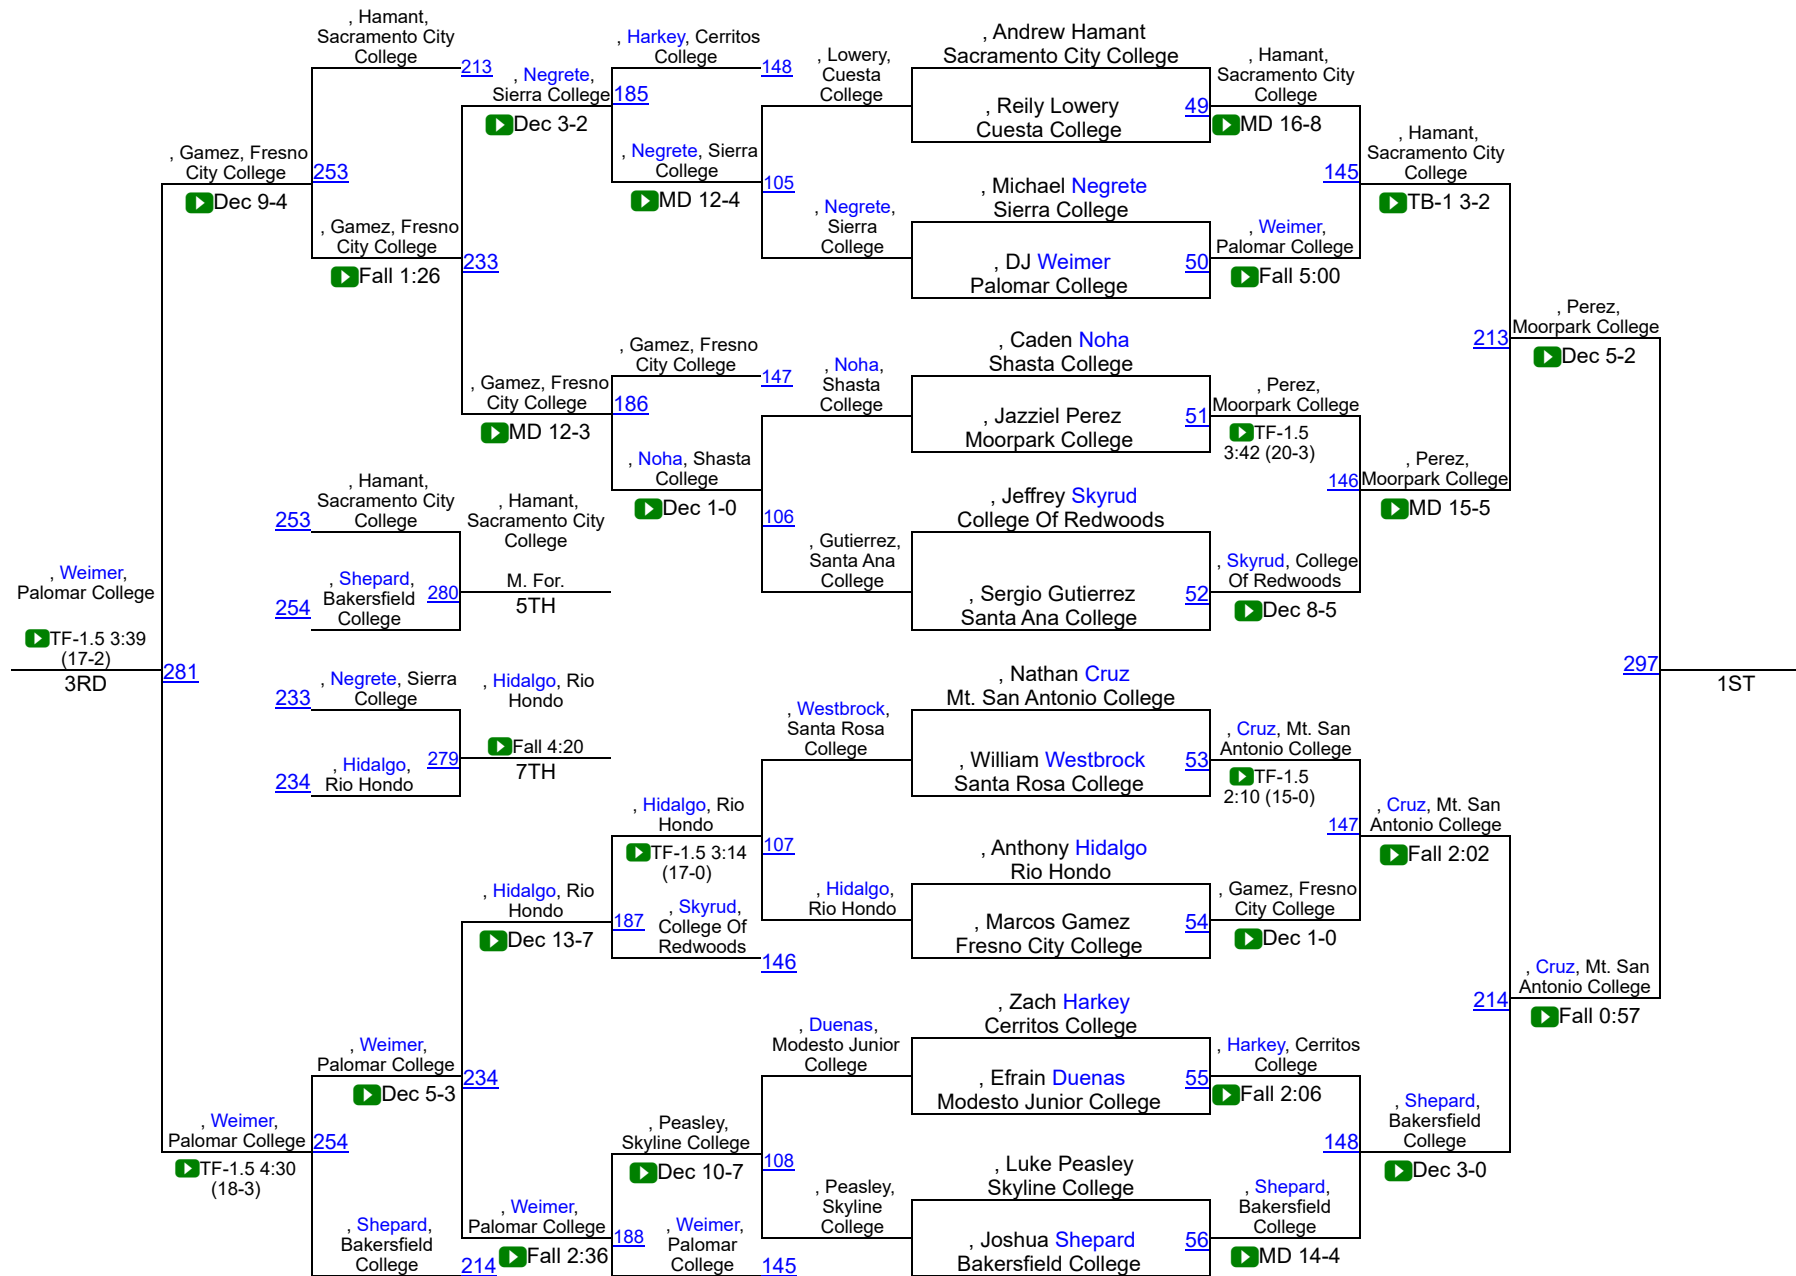 , Hamant,
Sacramento City
College
213
, Gamez, Fresno
City College
253
Dec 9-4
, Gamez, Fresno
City College
Fall 1:26
, Negrete,
Sierra College
185
Dec 3-2
233
, Harkey, Cerritos
College
148
, Negrete, Sierra
College
MD 12-4
105
, Lowery,
Cuesta
College
, Negrete,
Sierra
College
, Gamez, Fresno
City College
186
MD 12-3
, Gamez, Fresno
City College
147
, Noha, Shasta
College
Dec 1-0
106
, Noha,
Shasta
College
, Gutierrez,
Santa Ana
College
, Andrew Hamant
Sacramento City College
, Reily Lowery
Cuesta College
49
, Michael Negrete
Sierra College
, DJ Weimer
Palomar College
50
, Caden Noha
Shasta College
, Jazziel Perez
Moorpark College
51
, Jeffrey Skyrud
College Of Redwoods
, Sergio Gutierrez
Santa Ana College
52
, Hamant,
Sacramento City
College
MD 16-8
145
, Weimer,
Palomar College
Fall 5:00
, Hamant,
Sacramento City
College
TB-1 3-2
, Perez,
Moorpark College
TF-1.5
3:42 (20-3)
146
, Skyrud, College
Of Redwoods
Dec 8-5
, Perez,
Moorpark College
MD 15-5
213
, Perez,
Moorpark College
Dec 5-2
, Hamant,
Sacramento City
College
253
, Shepard,
Bakersfield
College
254
280
, Hamant,
Sacramento City
College
M. For.
5TH
, Weimer,
Palomar College
TF-1.5 3:39
(17-2)
3RD
281
, Negrete, Sierra
College
233
, Hidalgo,
Rio Hondo
234
279
, Hidalgo, Rio
Hondo
Fall 4:20
7TH
297
1ST
, Nathan Cruz
Mt. San Antonio College
, William Westbrock
Santa Rosa College
53
, Anthony Hidalgo
Rio Hondo
, Marcos Gamez
Fresno City College
54
, Zach Harkey
Cerritos College
, Efrain Duenas
Modesto Junior College
55
, Luke Peasley
Skyline College
, Joshua Shepard
Bakersfield College
56
, Westbrock,
Santa Rosa
College
, Hidalgo,
Rio Hondo
107
, Hidalgo, Rio
Hondo
TF-1.5 3:14
(17-0)
, Skyrud,
College Of
Redwoods
146
187
, Hidalgo, Rio
Hondo
Dec 13-7
, Weimer,
Palomar College
Dec 5-3
234
, Weimer,
Palomar College
254
TF-1.5 4:30
(18-3)
, Shepard,
Bakersfield
College
214
, Weimer,
Palomar College
Fall 2:36
188
, Peasley,
Skyline College
Dec 10-7
108
, Weimer,
Palomar
College
145
, Duenas,
Modesto Junior
College
, Peasley,
Skyline
College
, Cruz, Mt. San
Antonio College
TF-1.5
2:10 (15-0)
147
, Gamez, Fresno
City College
Dec 1-0
, Cruz, Mt. San
Antonio College
Fall 2:02
, Harkey, Cerritos
College
Fall 2:06
148
, Shepard,
Bakersfield
College
MD 14-4
, Shepard,
Bakersfield
College
Dec 3-0
214
, Cruz, Mt. San
Antonio College
Fall 0:57